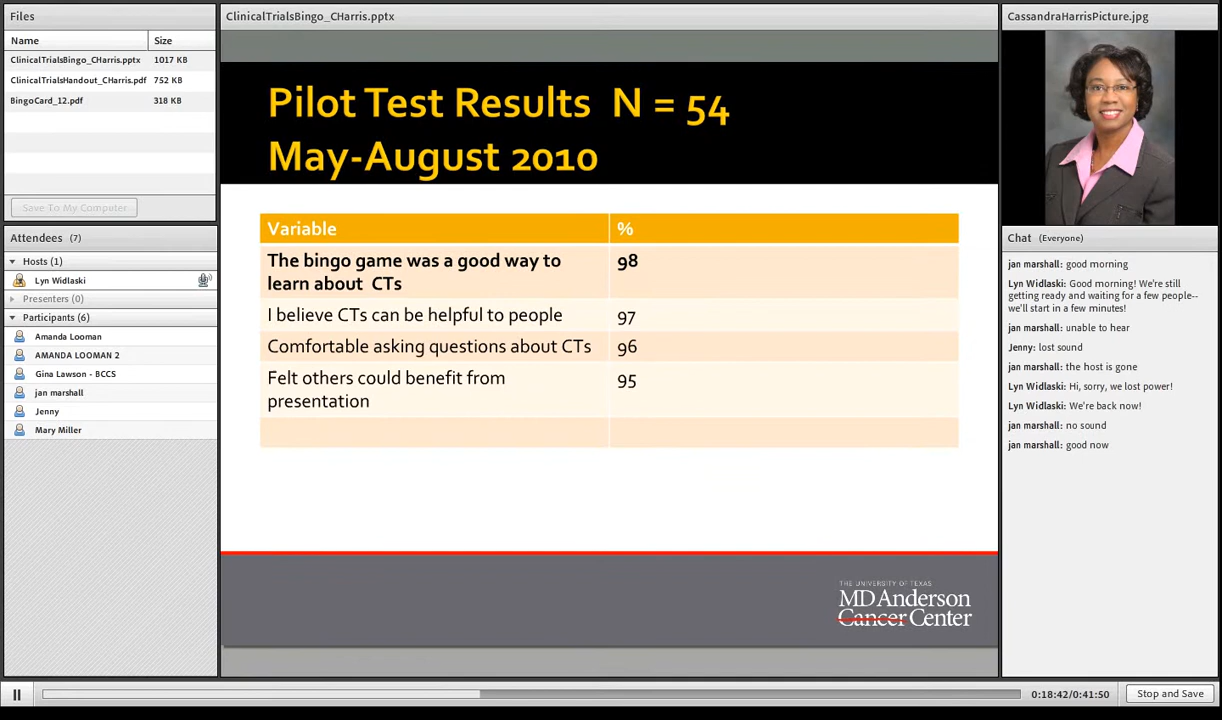 Files
Name Size
ClinicalTrialsBingo_CHarris.pptx 1017 KB
ClinicalTrialsHandout_CHarris.pdf 752 KB
BingoCard_12.pdf 318 KB
Save To My Computer
Attendees (7)
Hosts (1)
Lyn Widlaski
Presenters (0)
Participants (6)
Amanda Looman
AMANDA LOOMAN 2
Gina Lawson - BCCS
jan marshall
Jenny
Mary Miller
ClinicalTrialsBingo_CHarris.pptx
Pilot Test Results N = 54
May-August 2010
Variable %
The bingo game was a good way to
learn about CTs 98
I believe CTs can be helpful to people 97
Comfortable asking questions about CTs 96
Felt others could benefit from
presentation 95
THE UNIVERSITY OF TEXAS
MD Anderson
Cancer Center
CassandraHarrisPicture.jpg
Chat (Everyone)
jan marshall: good morning
Lyn Widlaski: Good morning! We're still
getting ready and waiting for a few people--
we'll start in a few minutes!
jan marshall: unable to hear
Jenny: lost sound
jan marshall: the host is gone
Lyn Widlaski: Hi, sorry, we lost power!
Lyn Widlaski: We're back now!
jan marshall: no sound
jan marshall: good now
0:18:42/0:41:50
Stop and Save